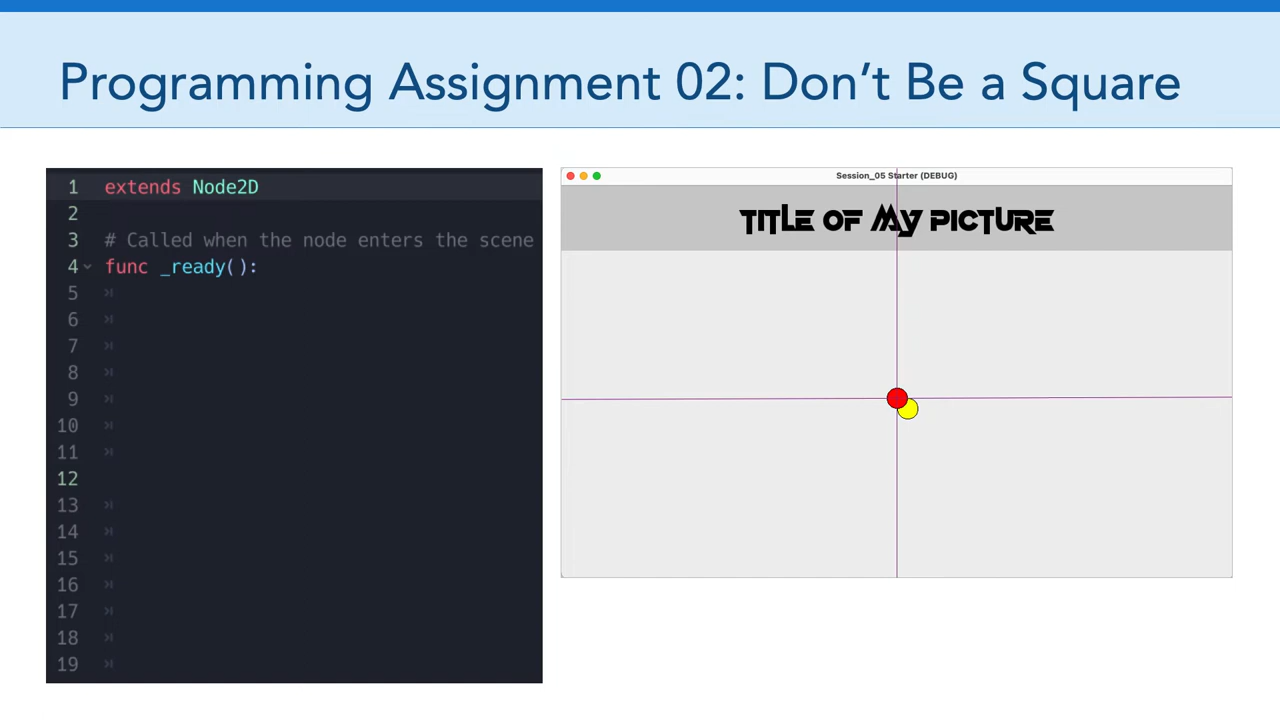 Programming Assignment 02: Don’t Be a Square
1 extends Node2D
2
3 # Called when the node enters the scene
4 func _ready():
5
6
7
8
9
10
11
12
13
14
15
16
17
18
19
Session_05 Starter (DEBUG)
TITLE OF My PICTURE